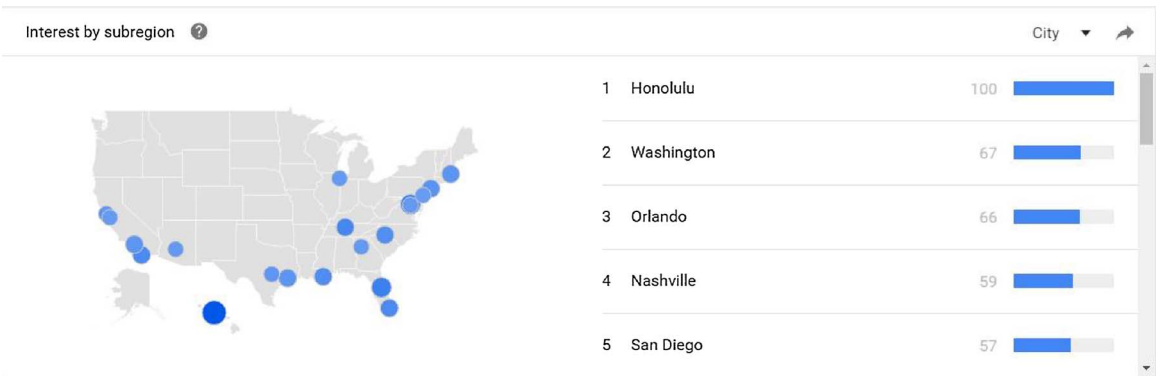 Interest by subregion ?
City
1 Honolulu 100
2 Washington 67
3 Orlando 66
4 Nashville 59
5 San Diego 57